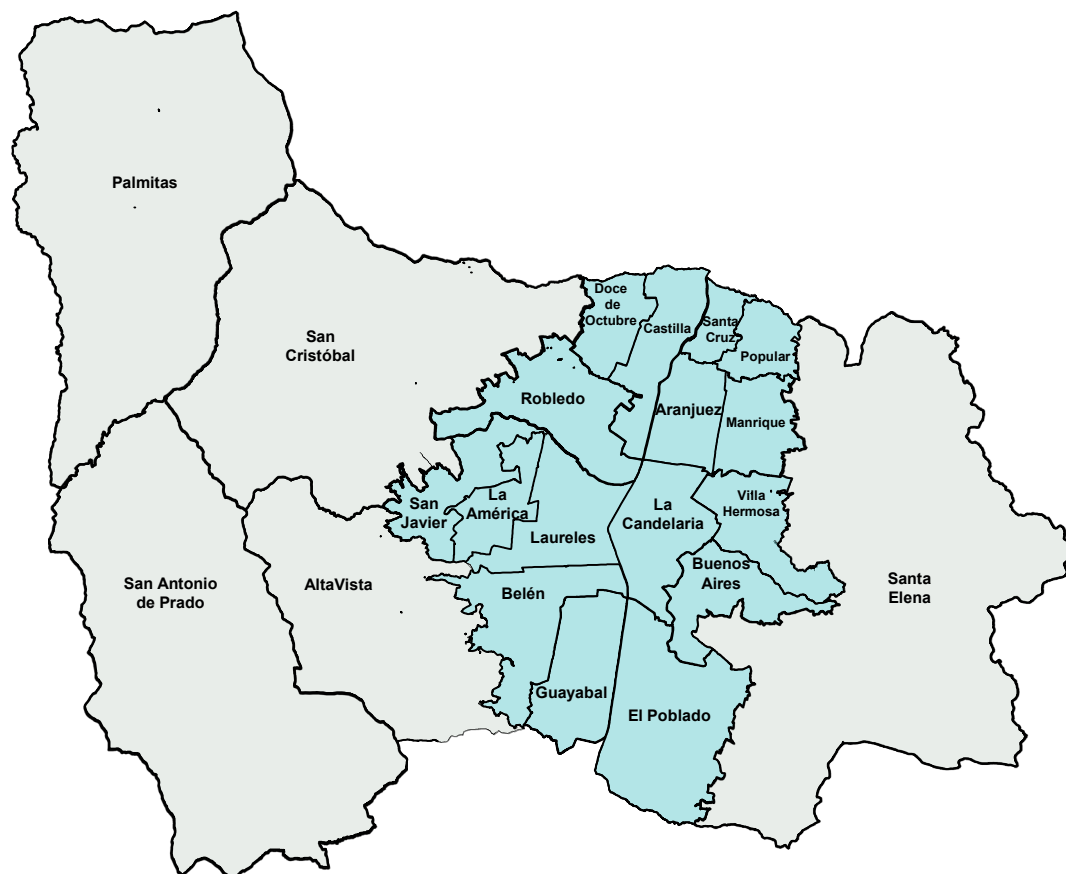 Palmitas
San
Cristóbal
Doce
de
Octubre
Castilla
Santa
Cruz
Popular
Robledo
Aranjuez
Manrique
San
Javier
La
América
Laureles
La
Candelaria
Villa
Hermosa
Buenos
Aires
San Antonio
de Prado
AltaVista
Belén
Santa
Elena
Guayabal
El Poblado